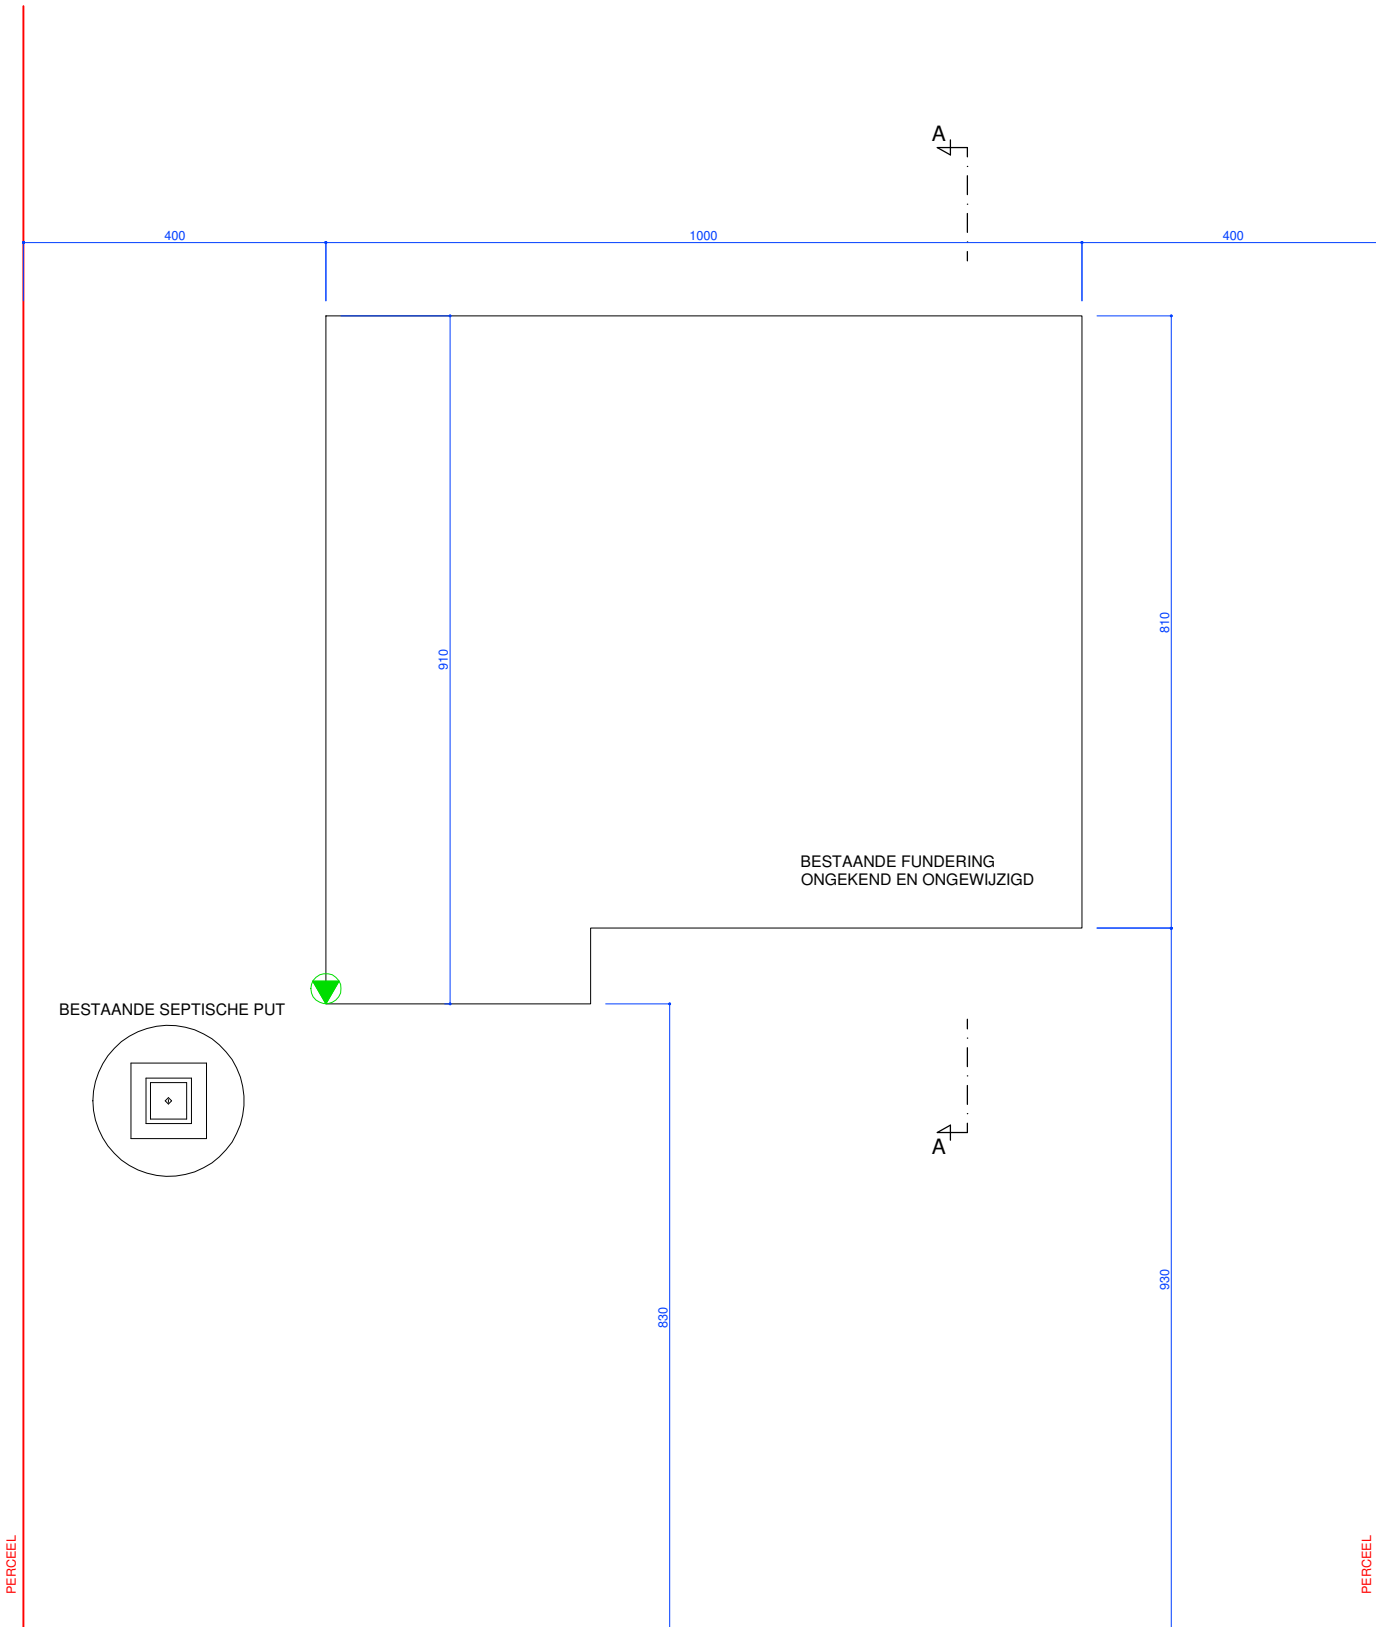 A
400
1000
400
810
910
BESTAANDE FUNDERING
ONGEKEND EN ONGEWIJZIGD
BESTAANDE SEPTISCHE PUT
A
930
830
PERCEEL
PERCEEL